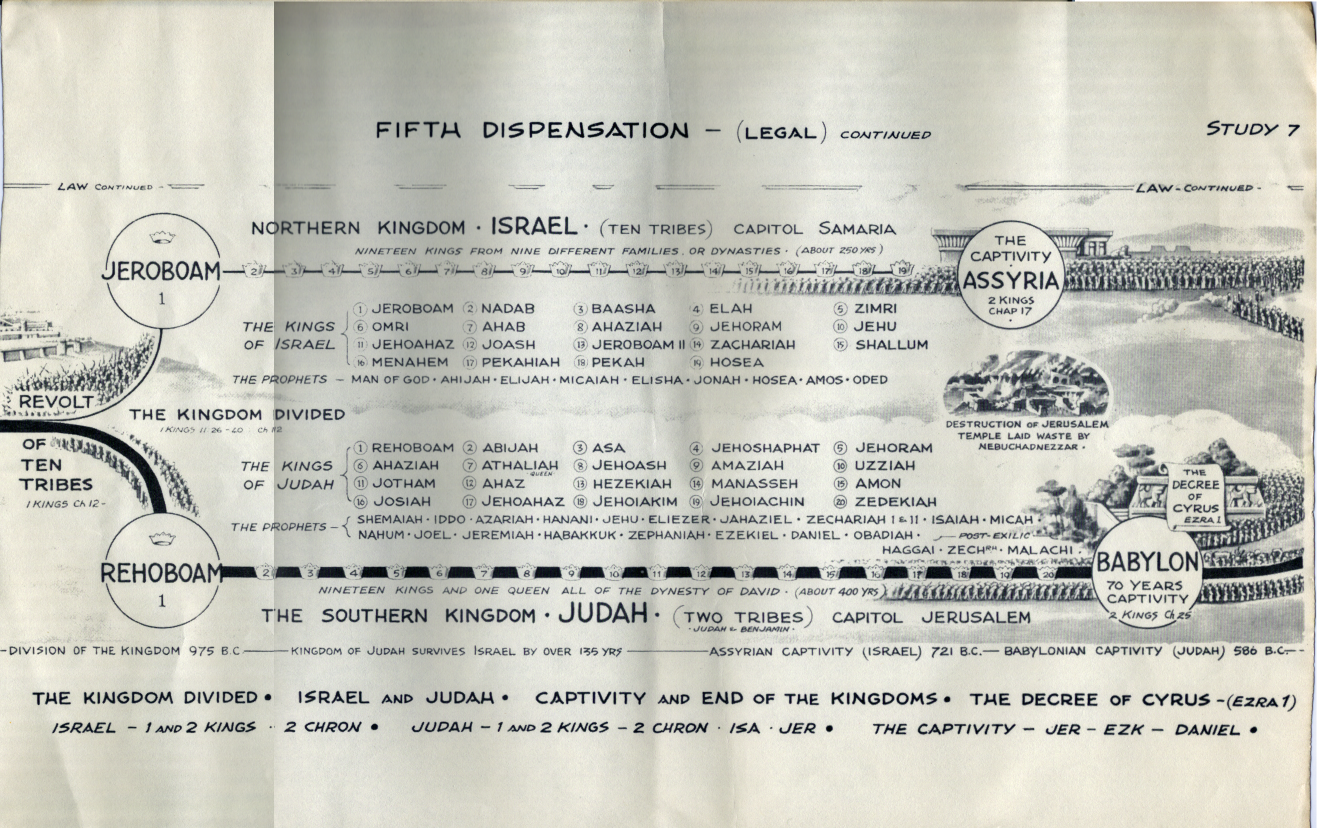 FIFTH DISPENSATION – (LEGAL) CONTINUED
STUDY 7
LAW CONTINUED -
LAW - CONTINUED -
NORTHERN KINGDOM · ISRAEL · (TEN TRIBES) CAPITOL SAMARIA
NINETEEN KINGS FROM NINE DIFFERENT FAMILIES, OR DYNASTIES · (ABOUT 250 YRS)
JEROBOAM
1
2 3 4 5 6 7 8 9 10 11 12 13 14 15 16 17 18 19
THE
CAPTIVITY
ASSYRIA
2 KINGS
CHAP 17
THE KINGS
OF ISRAEL
1 JEROBOAM 2 NADAB 3 BAASHA 4 ELAH 5 ZIMRI
6 OMRI 7 AHAB 8 AHAZIAH 9 JEHORAM 10 JEHU
11 JEHOAHAZ 12 JOASH 13 JEROBOAM II 14 ZACHARIAH 15 SHALLUM
16 MENAHEM 17 PEKAHIAH 18 PEKAH 19 HOSEA
THE PROPHETS – MAN OF GOD · AHIJAH · ELIJAH · MICAIAH · ELISHA · JONAH · HOSEA · AMOS · ODED
REVOLT
OF
TEN
TRIBES
1 KINGS Ch 12 -
THE KINGDOM DIVIDED
DESTRUCTION OF JERUSALEM
TEMPLE LAID WASTE BY
NEBUCHADNEZZAR ·
THE KINGS
OF JUDAH
1 REHOBOAM 2 ABIJAH 3 ASA 4 JEHOSHAPHAT 5 JEHORAM
6 AHAZIAH 7 ATHALIAH QUEEN 8 JEHOASH 9 AMAZIAH 10 UZZIAH
11 JOTHAM 12 AHAZ 13 HEZEKIAH 14 MANASSEH 15 AMON
16 JOSIAH 17 JEHOAHAZ 18 JEHOIAKIM 19 JEHOIACHIN 20 ZEDEKIAH
THE PROPHETS –
SHEMAIAH · IDDO · AZARIAH · HANANI · JEHU · ELIEZER · JAHAZIEL · ZECHARIAH I & II · ISAIAH · MICAH ·
NAHUM · JOEL · JEREMIAH · HABAKKUK · ZEPHANIAH · EZEKIEL · DANIEL · OBADIAH · POST-EXILIC
HAGGAI · ZECHRH · MALACHI ·
THE
DECREE
OF
CYRUS
EZRA 1
REHOBOAM
1
2 3 4 5 6 7 8 9 10 11 12 13 14 15 16 17 18 19 20
BABYLON
70 YEARS
CAPTIVITY
2 KINGS Ch 25
NINETEEN KINGS AND ONE QUEEN ALL OF THE DYNESTY OF DAVID · (ABOUT 400 YRS)
THE SOUTHERN KINGDOM · JUDAH · (TWO TRIBES) CAPITOL JERUSALEM
· JUDAH & BENJAMIN ·
-DIVISION OF THE KINGDOM 975 B.C — KINGDOM OF JUDAH SURVIVES ISRAEL BY OVER 135 YRS — ASSYRIAN CAPTIVITY (ISRAEL) 721 B.C. — BABYLONIAN CAPTIVITY (JUDAH) 586 B.C.–
THE KINGDOM DIVIDED • ISRAEL AND JUDAH • CAPTIVITY AND END OF THE KINGDOMS • THE DECREE OF CYRUS -(EZRA 1)
ISRAEL – 1 AND 2 KINGS · 2 CHRON • JUDAH – 1 AND 2 KINGS – 2 CHRON · ISA · JER • THE CAPTIVITY – JER – EZK – DANIEL •